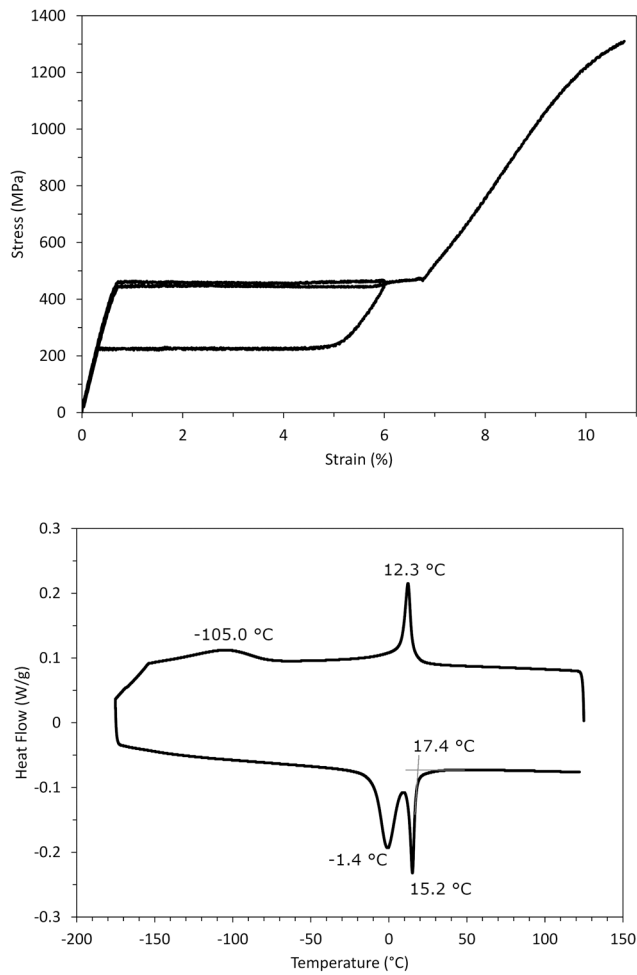 1400
1200
1000
800
600
400
200
0
Stress (MPa)
0 2 4 6 8 10
Strain (%)
0.3
0.2
0.1
0
-0.1
-0.2
-0.3
Heat Flow (W/g)
12.3 °C
-105.0 °C
17.4 °C
-1.4 °C
15.2 °C
-200 -150 -100 -50 0 50 100 150
Temperature (°C)